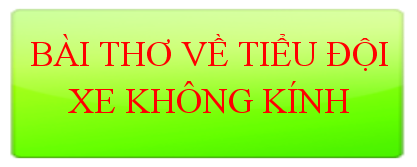 BÀI THƠ VỀ TIỂU ĐỘI
XE KHÔNG KÍNH